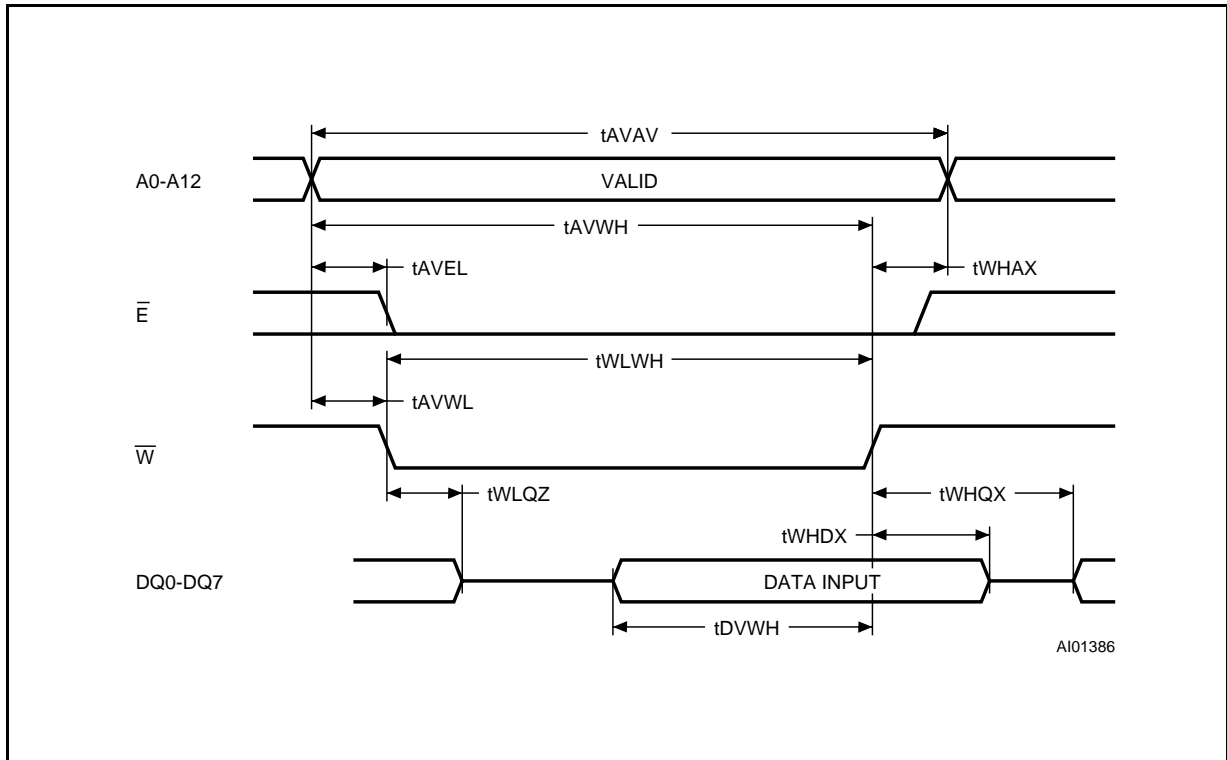 tAVAV
A0-A12
VALID
tAVWH
tAVEL
tWHAX
E̅
tWLWH
tAVWL
W̅
tWLQZ
tWHQX
tWHDX
DQ0-DQ7
DATA INPUT
tDVWH
AI01386